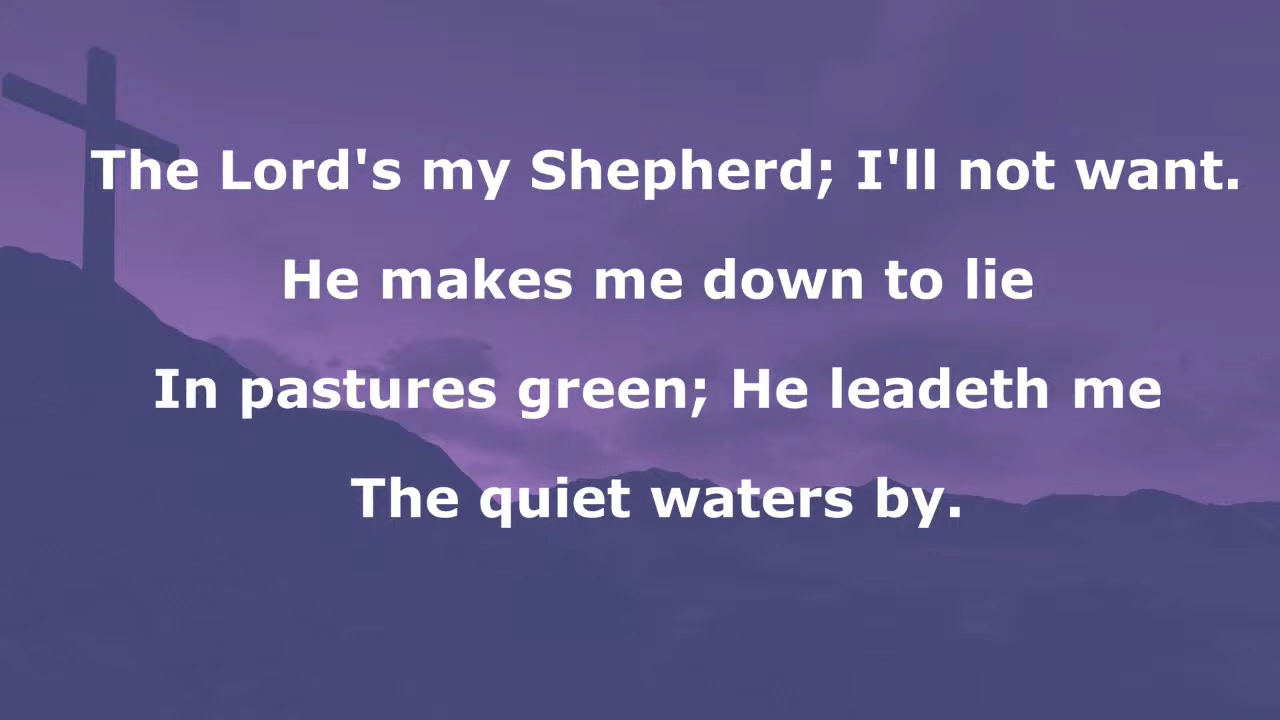 The Lord's my Shepherd; I'll not want.
He makes me down to lie
In pastures green; He leadeth me
The quiet waters by.